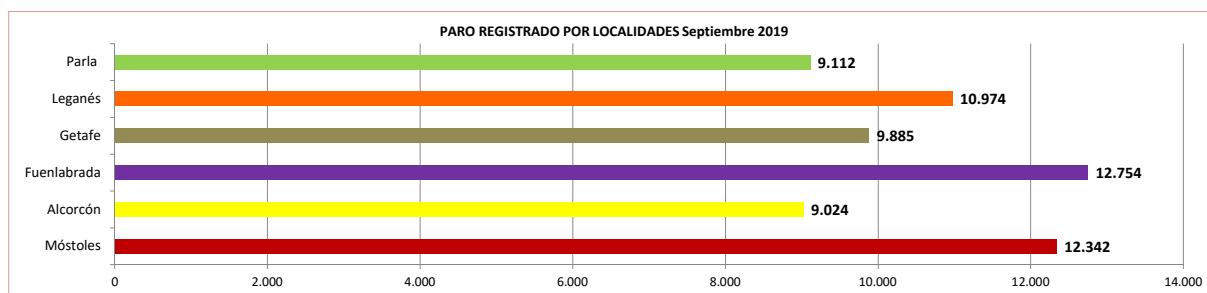 PARO REGISTRADO POR LOCALIDADES Septiembre 2019
Parla 9.112
Leganés 10.974
Getafe 9.885
Fuenlabrada 12.754
Alcorcón 9.024
Móstoles 12.342
0 2.000 4.000 6.000 8.000 10.000 12.000 14.000